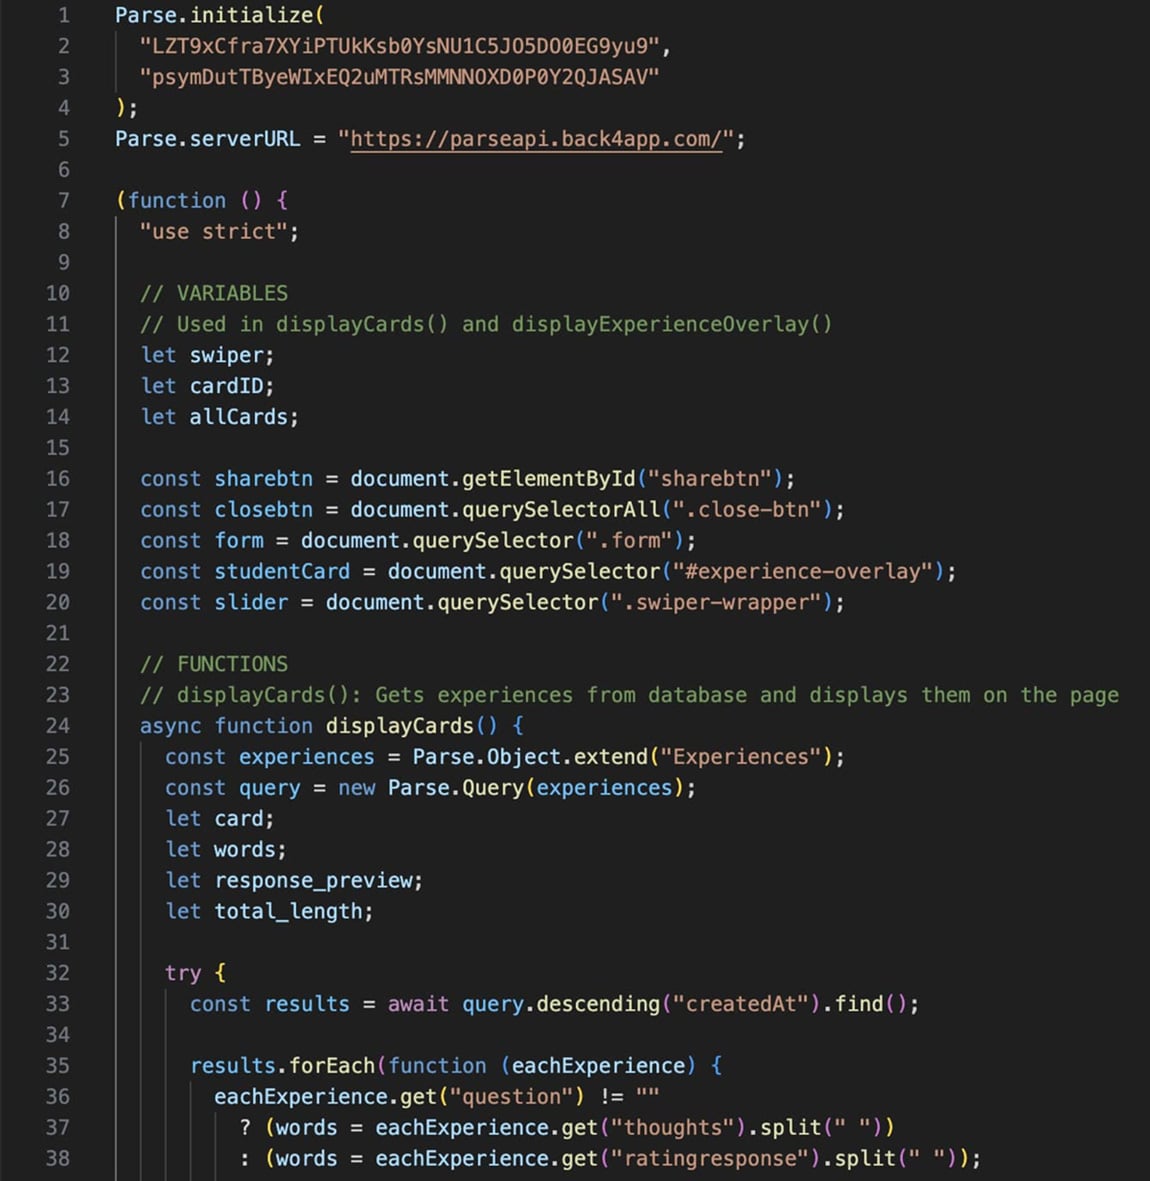 1 Parse.initialize(
2 "LZT9xCfra7XYiPTUkKsb0YsNU1C5JO5DO0EG9yu9",
3 "psymDutTByeWIxEQ2uMTRsMMNNOXD0P0Y2QJASAV"
4 );
5 Parse.serverURL = "https://parseapi.back4app.com/";
6
7 (function () {
8 "use strict";
9
10 // VARIABLES
11 // Used in displayCards() and displayExperienceOverlay()
12 let swiper;
13 let cardID;
14 let allCards;
15
16 const sharebtn = document.getElementById("sharebtn");
17 const closebtn = document.querySelectorAll(".close-btn");
18 const form = document.querySelector(".form");
19 const studentCard = document.querySelector("#experience-overlay");
20 const slider = document.querySelector(".swiper-wrapper");
21
22 // FUNCTIONS
23 // displayCards(): Gets experiences from database and displays them on the page
24 async function displayCards() {
25 const experiences = Parse.Object.extend("Experiences");
26 const query = new Parse.Query(experiences);
27 let card;
28 let words;
29 let response_preview;
30 let total_length;
31
32 try {
33 const results = await query.descending("createdAt").find();
34
35 results.forEach(function (eachExperience) {
36 eachExperience.get("question") != ""
37 ? (words = eachExperience.get("thoughts").split(" "))
38 : (words = eachExperience.get("ratingresponse").split(" "));